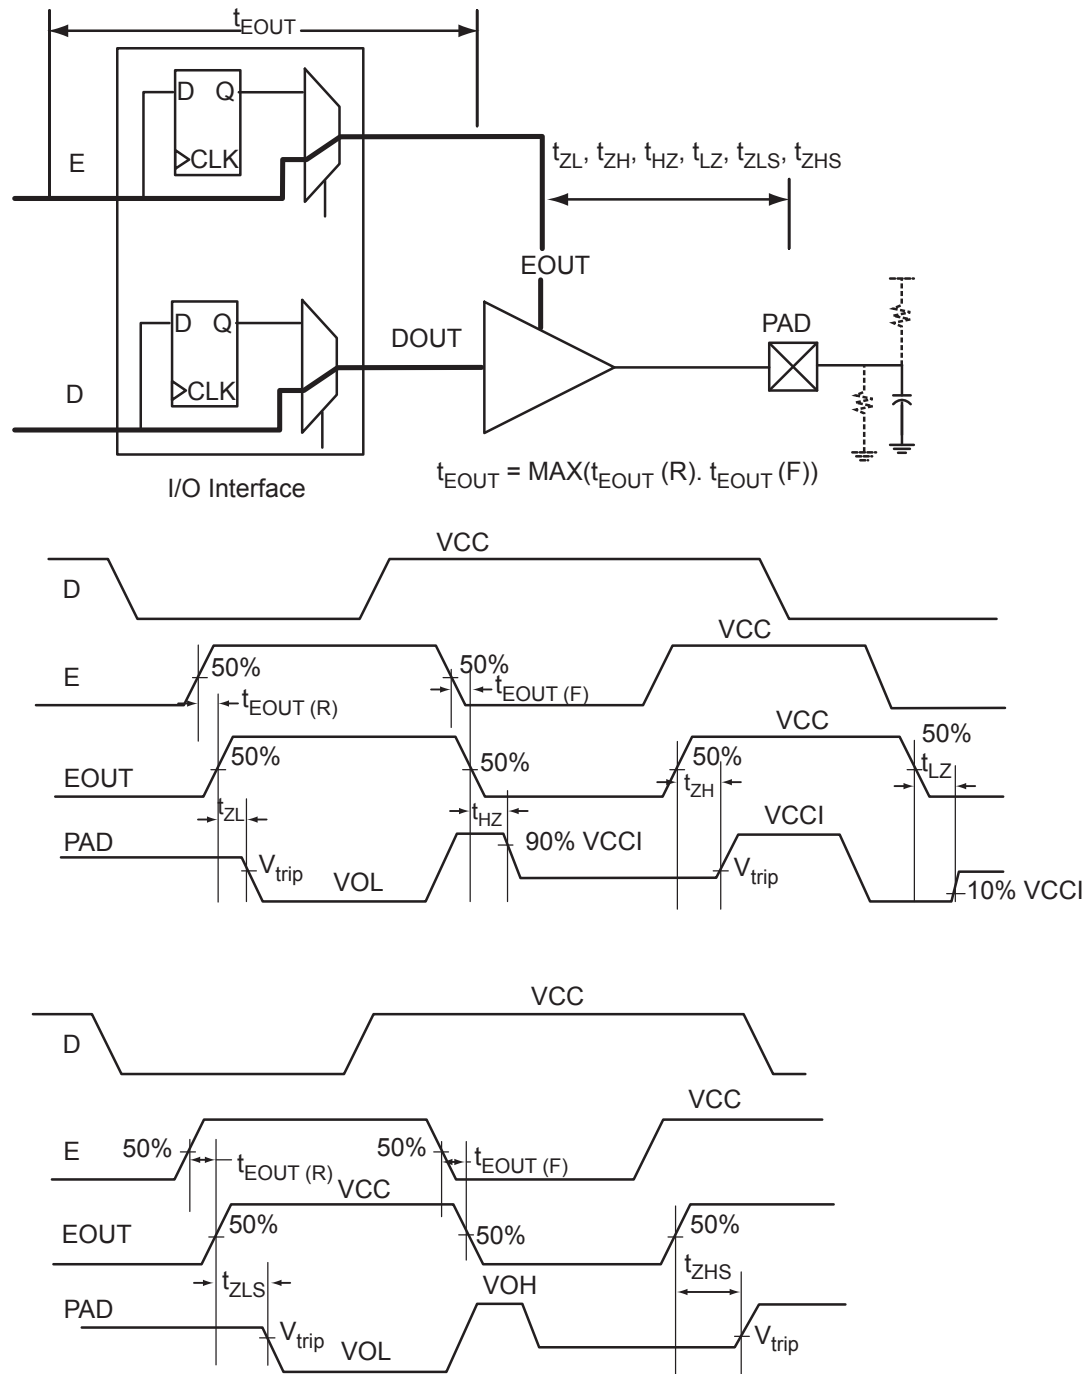 tEOUT
D Q
CLK
E
tZL, tZH, tHZ, tLZ, tZLS, tZHS
EOUT
D Q
CLK
DOUT
PAD
D
I/O Interface
tEOUT = MAX(tEOUT (R). tEOUT (F))
VCC
D
VCC
E
50%
50%
tEOUT (R)
tEOUT (F)
VCC
EOUT
50%
50%
50%
50%
tZL
tHZ
tZH
tLZ
PAD
VCCI
90% VCCI
Vtrip
VOL
Vtrip
10% VCCI
VCC
D
VCC
E
50%
50%
tEOUT (R)
tEOUT (F)
VCC
EOUT
50%
50%
50%
tZLS
tZHS
VOH
PAD
Vtrip
VOL
Vtrip